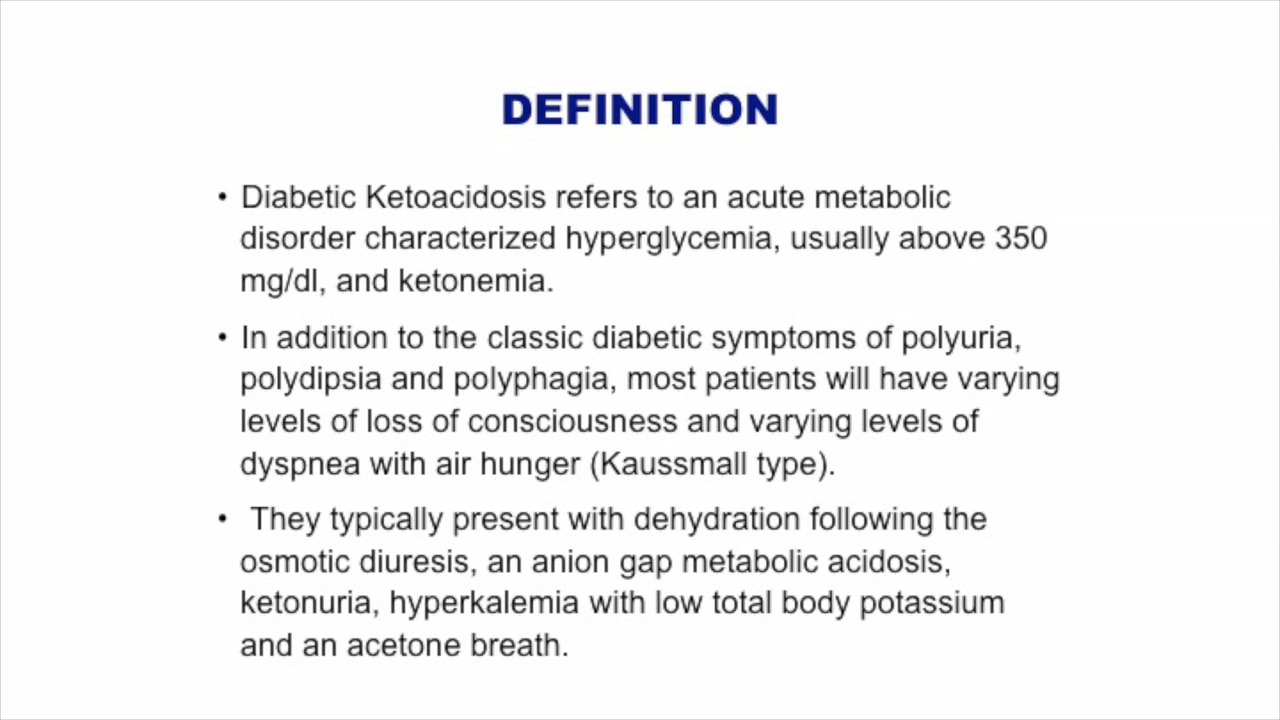 DEFINITION
• Diabetic Ketoacidosis refers to an acute metabolic
disorder characterized hyperglycemia, usually above 350
mg/dl, and ketonemia.
• In addition to the classic diabetic symptoms of polyuria,
polydipsia and polyphagia, most patients will have varying
levels of loss of consciousness and varying levels of
dyspnea with air hunger (Kaussmall type).
• They typically present with dehydration following the
osmotic diuresis, an anion gap metabolic acidosis,
ketonuria, hyperkalemia with low total body potassium
and an acetone breath.